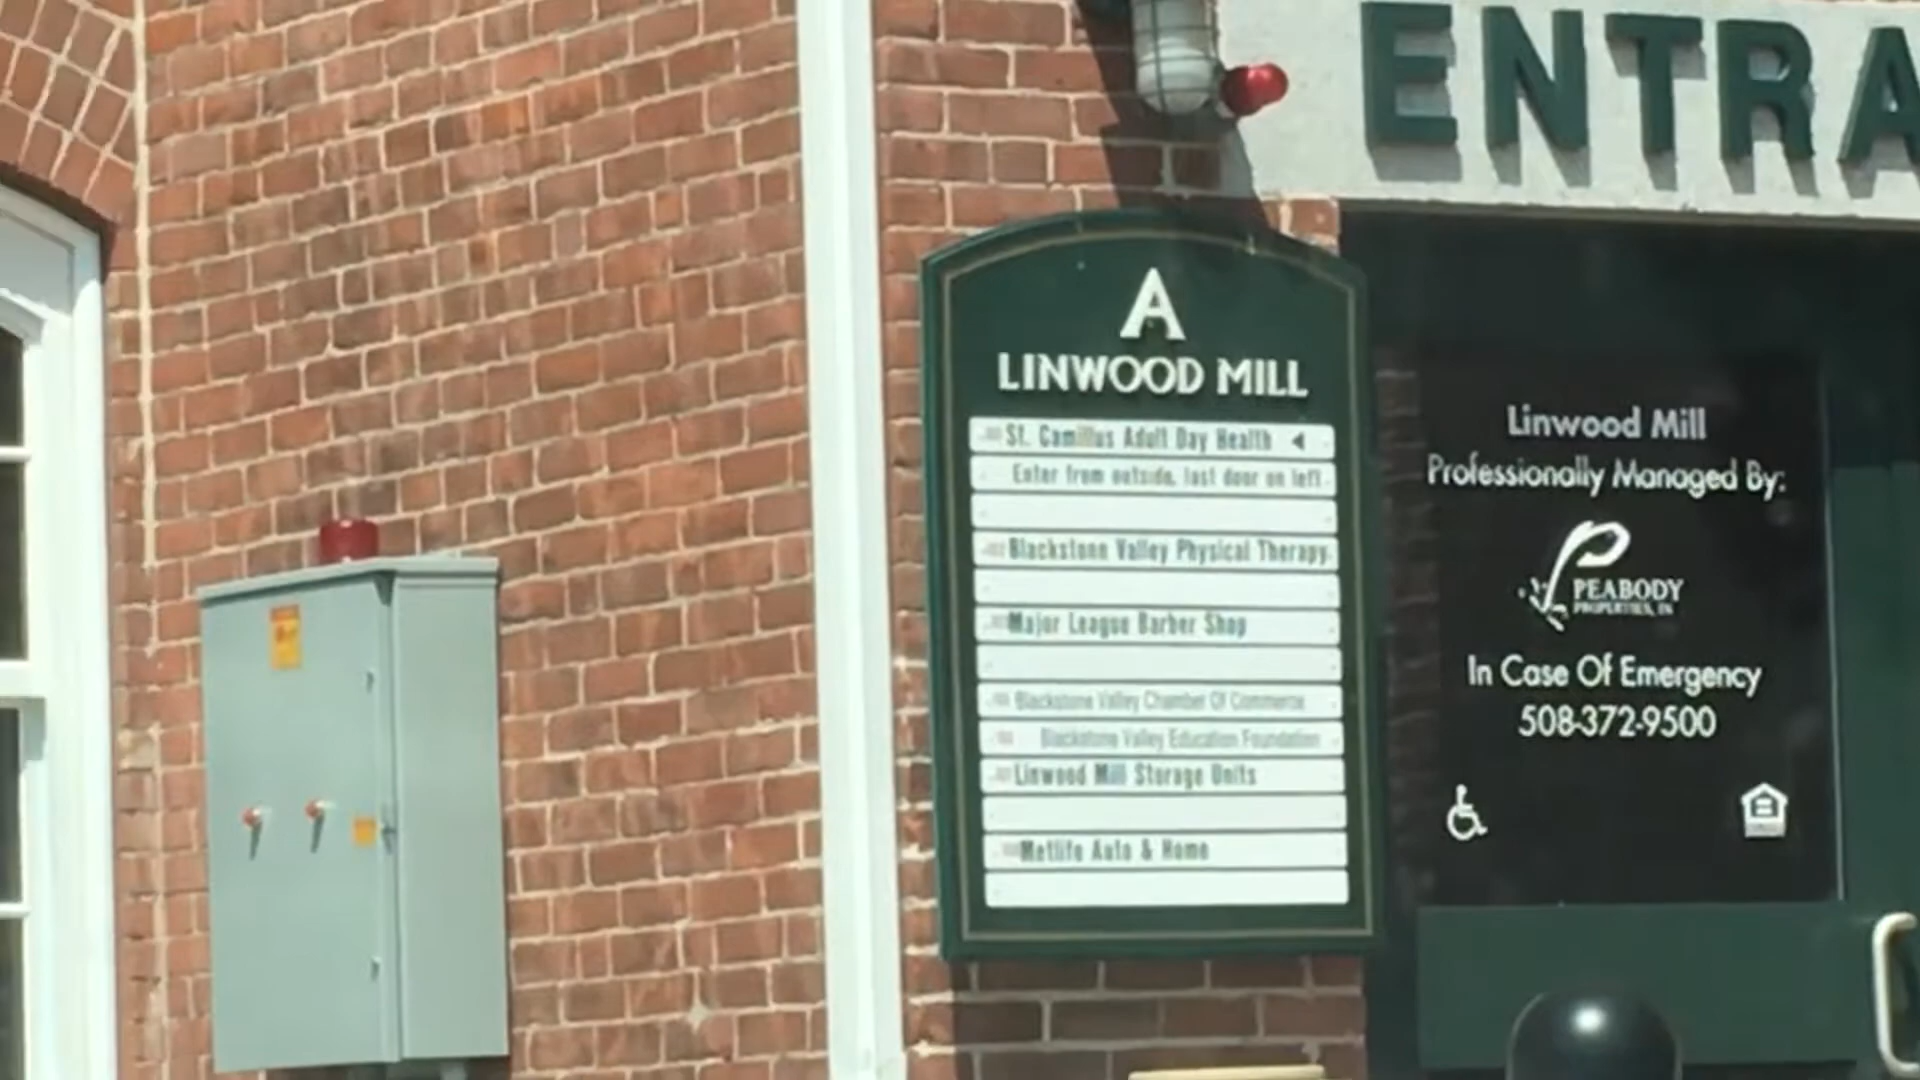 ENTRA
A
LINWOOD MILL
St. Camillus Adult Day Health
Enter from outside, last door on left
Blackstone Valley Physical Therapy
Major League Barber Shop
Blackstone Valley Chamber Of Commerce
Blackstone Valley Education Foundation
Linwood Mill Storage Units
Metlife Auto & Home
Linwood Mill
Professionally Managed By:
PEABODY
PROPERTIES, IN
In Case Of Emergency
508-372-9500